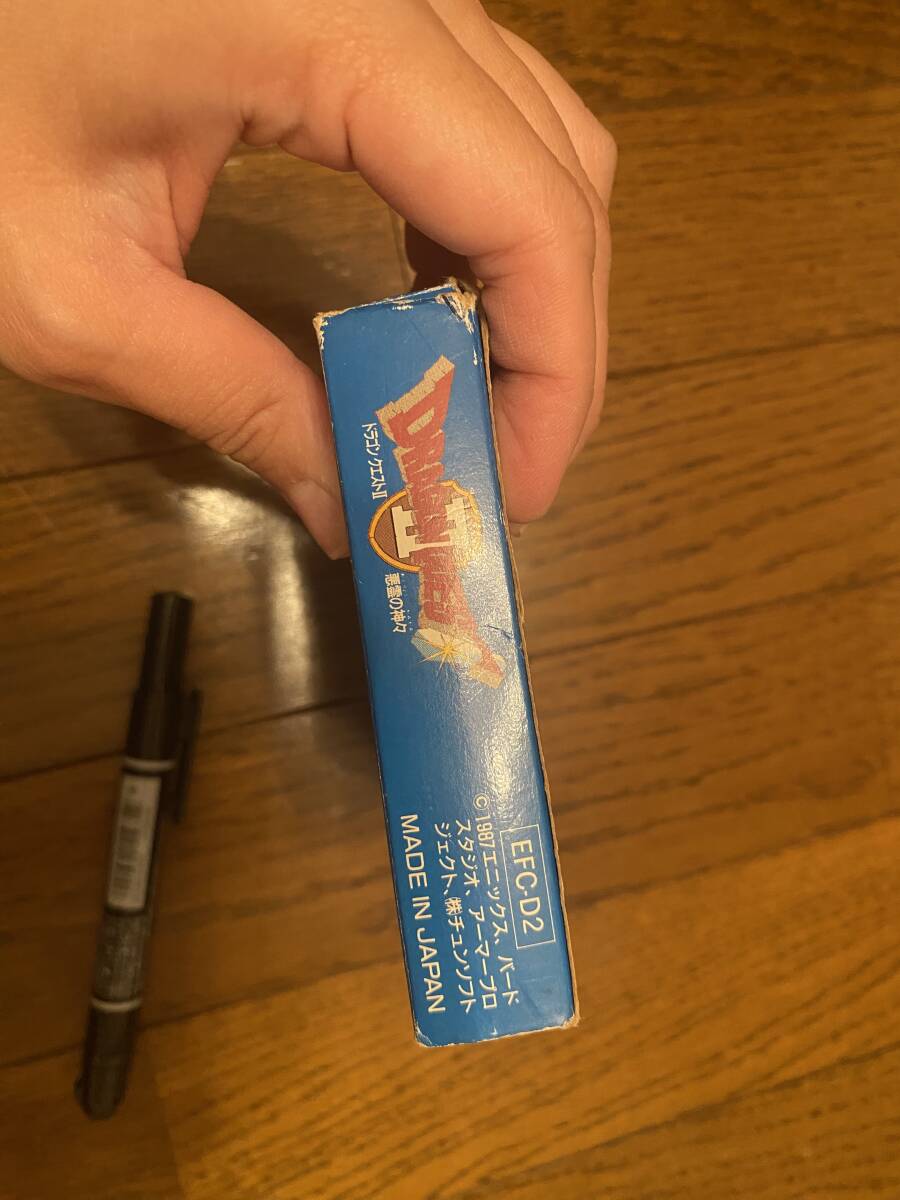 DRAGON QUEST
II
ドラゴンクエストII
悪霊の神々
EFC-D2
©1987エニックス、バード
スタジオ、アーマープロ
ジェクト、㈱チュンソフト
MADE IN JAPAN